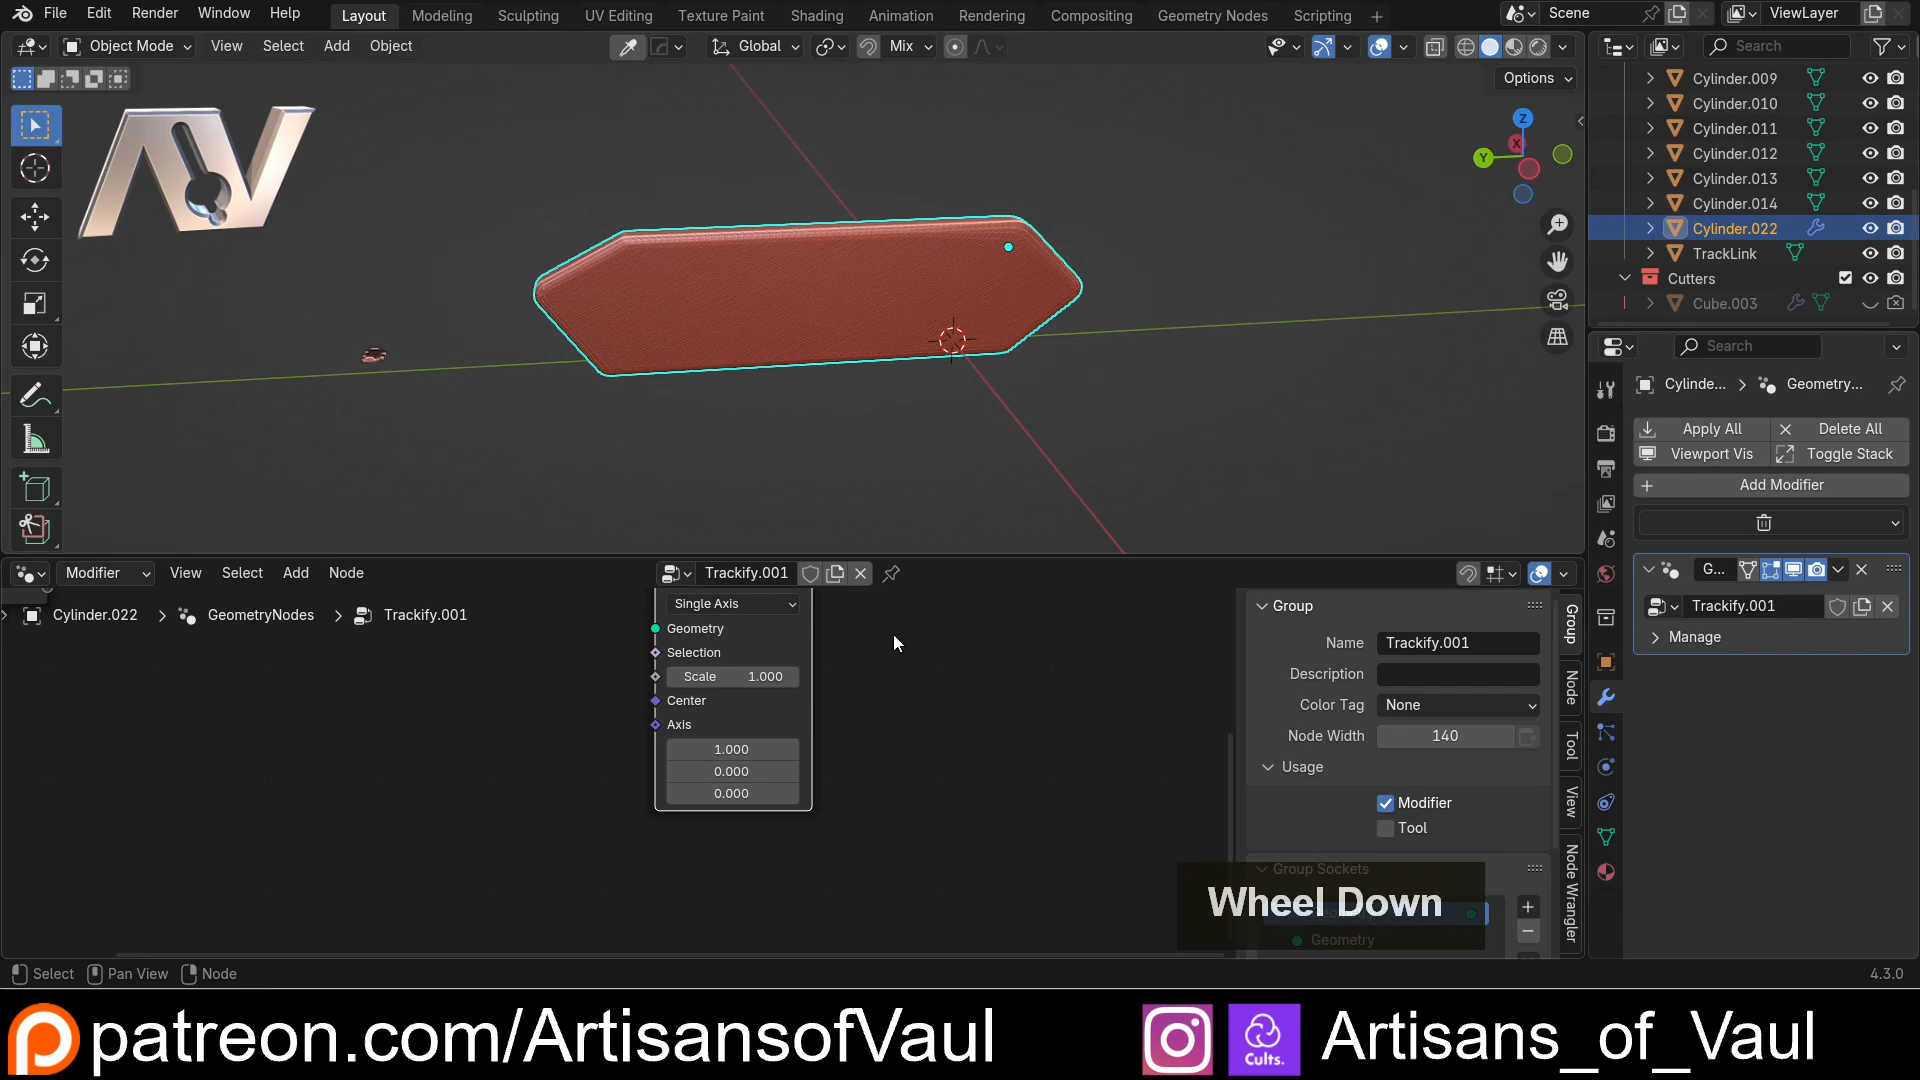 File Edit Render Window Help Layout Modeling Sculpting UV Editing Texture Paint Shading Animation Rendering Compositing Geometry Nodes Scripting + Scene ViewLayer
Object Mode View Select Add Object Global Mix Search
Options
Z
X
Y
Cylinder.009
Cylinder.010
Cylinder.011
Cylinder.012
Cylinder.013
Cylinder.014
Cylinder.022
TrackLink
Cutters
Cube.003
Search
Cylinde... > Geometry...
Apply All Delete All
Viewport Vis Toggle Stack
Add Modifier
G...
Trackify.001
Manage
Modifier View Select Add Node Trackify.001
Cylinder.022 > GeometryNodes > Trackify.001
Single Axis
Geometry
Selection
Scale 1.000
Center
Axis
1.000
0.000
0.000
Group
Name Trackify.001
Description
Color Tag None
Node Width 140
Usage
Modifier
Tool
Group Sockets
Geometry
Group
Node
Tool
View
Node Wrangler
Wheel Down
Select Pan View Node 4.3.0
patreon.com/ArtisansofVaul
Cults.
Artisans_of_Vaul